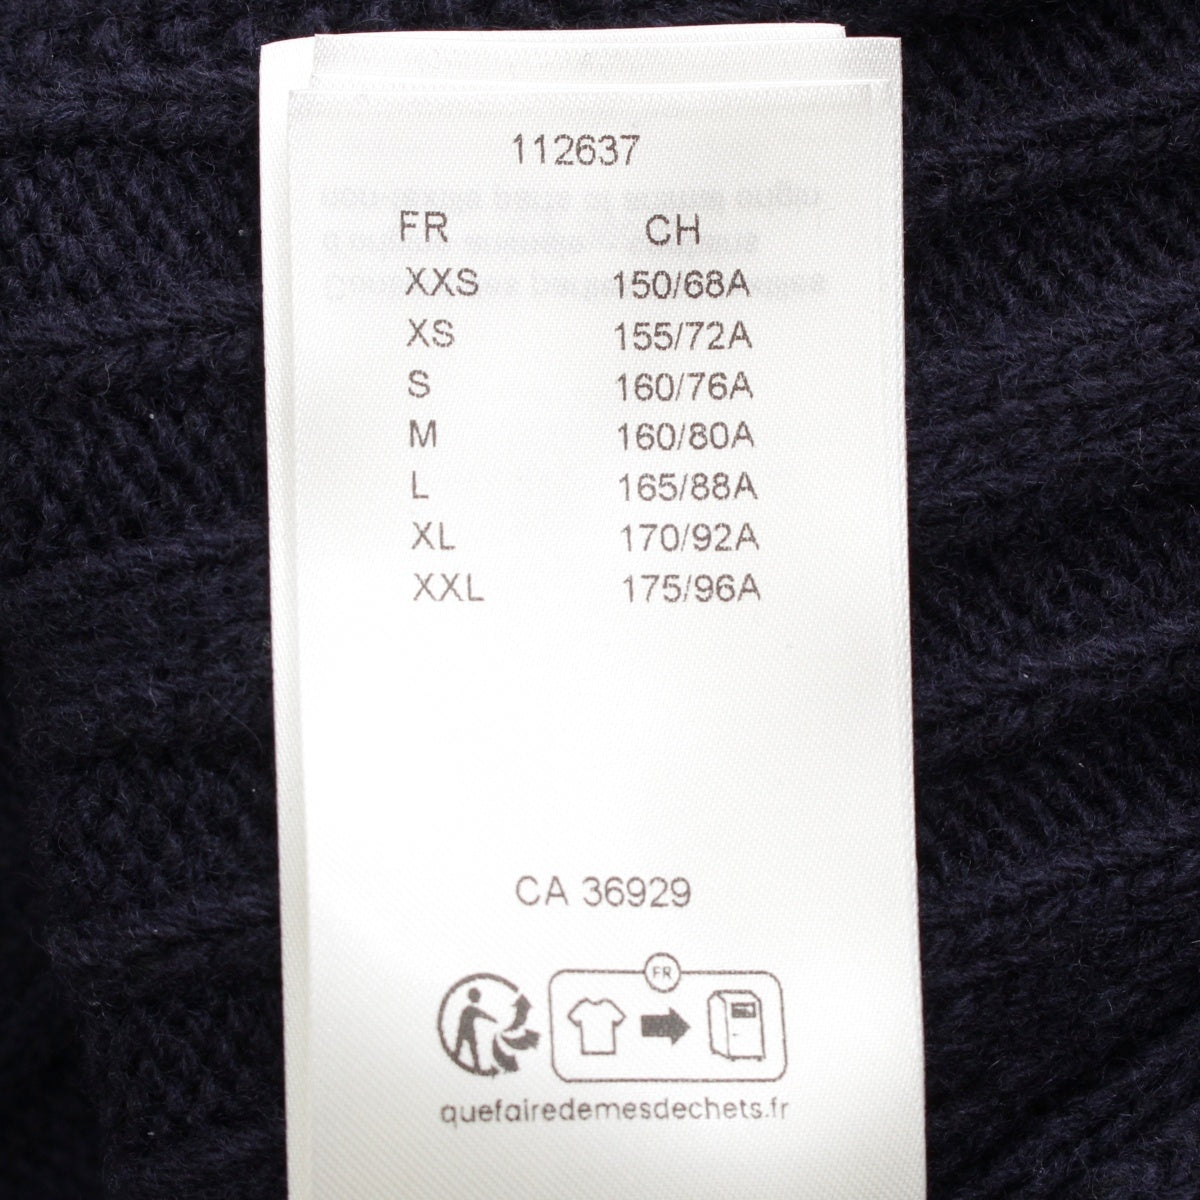 112637
FR CH
XXS 150/68A
XS 155/72A
S 160/76A
M 160/80A
L 165/88A
XL 170/92A
XXL 175/96A
CA 36929
FR
quefairedemesdechets.fr